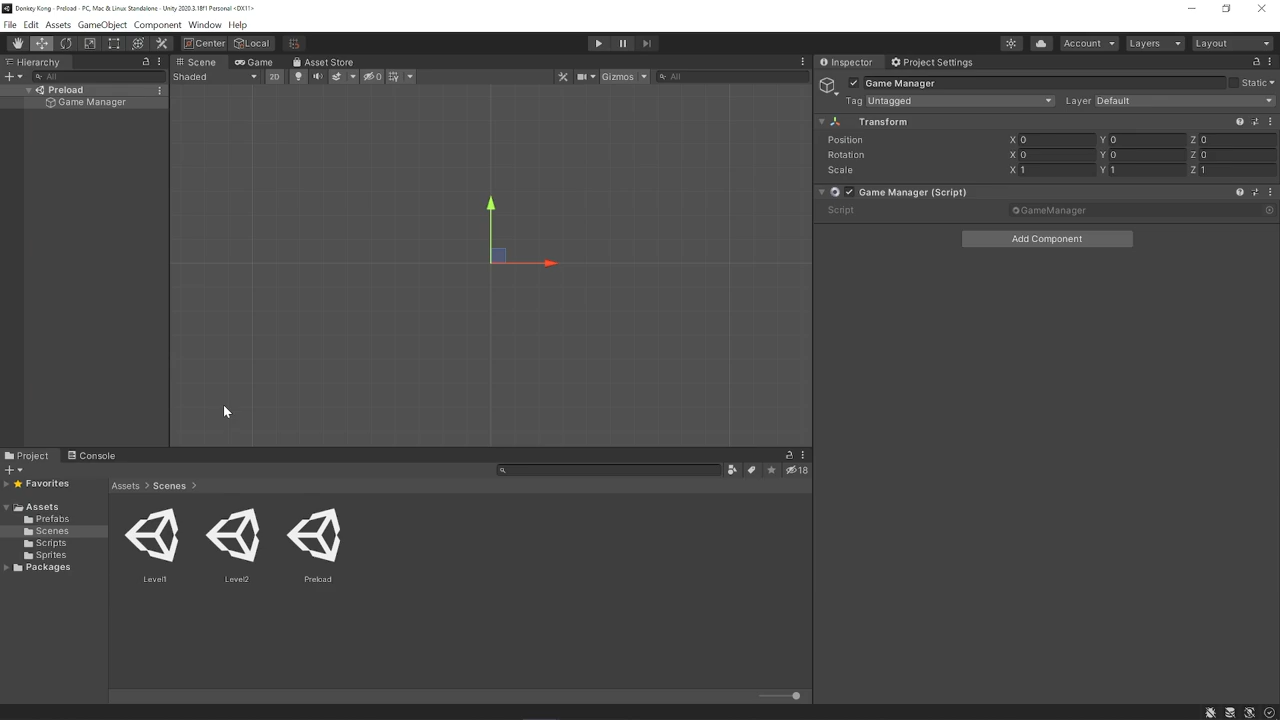 Donkey Kong - Preload - PC, Mac & Linux Standalone - Unity 2020.3.18f1 Personal <DX11>
File Edit Assets GameObject Component Window Help
Center Local Account Layers Layout
Hierarchy Scene Game Asset Store Inspector Project Settings
All Shaded 2D 0 Gizmos All Game Manager Static
Preload Tag Untagged Layer Default
Game Manager
Transform
Position X 0 Y 0 Z 0
Rotation X 0 Y 0 Z 0
Scale X 1 Y 1 Z 1
Game Manager (Script)
Script GameManager
Add Component
Project Console
18
Favorites Assets > Scenes >
Assets
Prefabs
Scenes
Scripts
Sprites
Packages
Level1 Level2 Preload